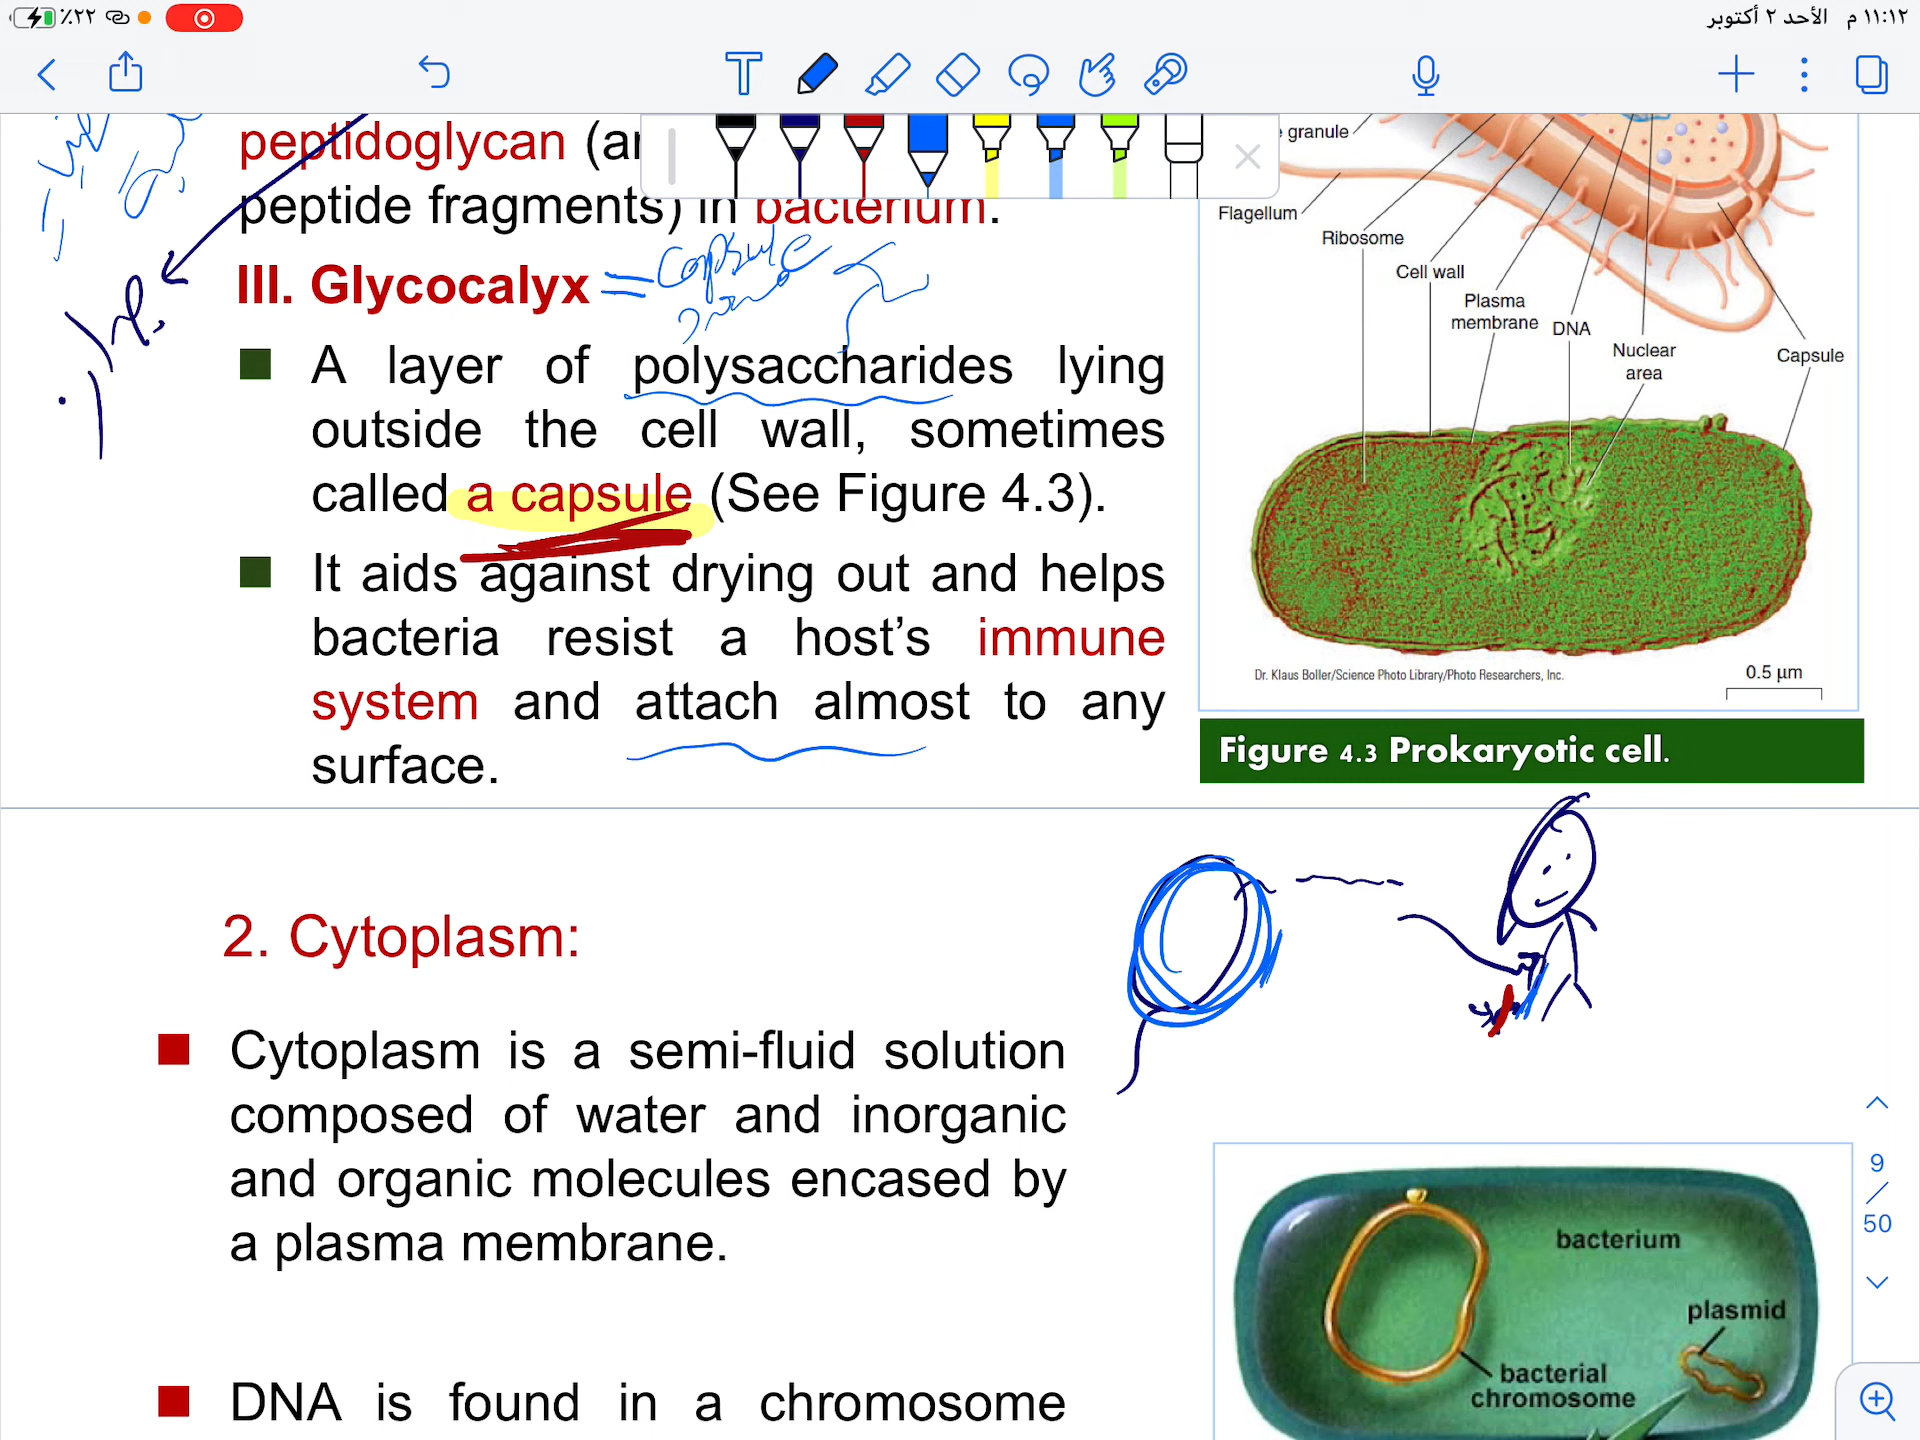 ٪٢٢
١١:١٢ م الأحد ٢ أكتوبر
peptidoglycan
peptide fragments) in bacterium.
III. Glycocalyx = capsule
A layer of polysaccharides lying
outside the cell wall, sometimes
called a capsule (See Figure 4.3).
It aids against drying out and helps
bacteria resist a host’s immune
system and attach almost to any
surface.
granule
Flagellum
Ribosome
Cell wall
Plasma
membrane
DNA
Nuclear
area
Capsule
Dr. Klaus Boller/Science Photo Library/Photo Researchers, Inc.
0.5 μm
Figure 4.3 Prokaryotic cell.
2. Cytoplasm:
Cytoplasm is a semi-fluid solution
composed of water and inorganic
and organic molecules encased by
a plasma membrane.
DNA is found in a chromosome
bacterium
plasmid
bacterial
chromosome
9
/
50